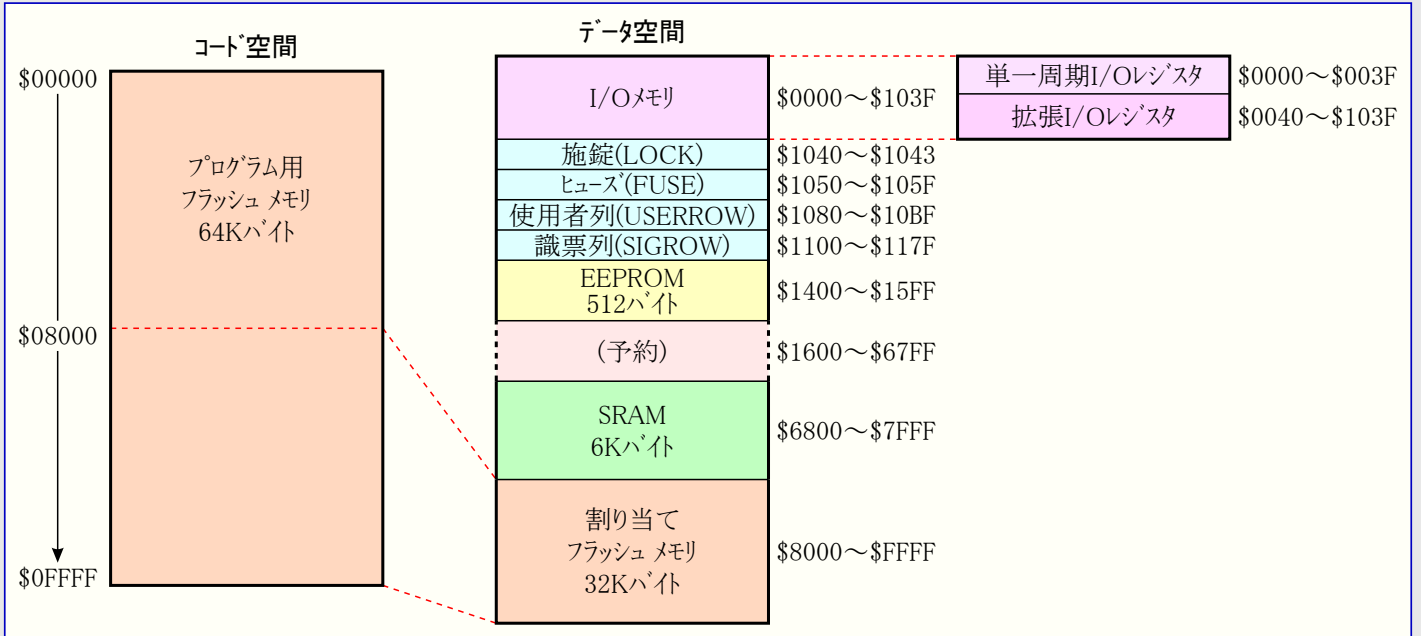 コード空間
$00000
プログラム用
フラッシュ メモリ
64Kバイト
$08000
$0FFFF
データ空間
I/Oメモリ
$0000～$103F
施錠(LOCK)
$1040～$1043
ヒューズ(FUSE)
$1050～$105F
使用者列(USERROW)
$1080～$10BF
識票列(SIGROW)
$1100～$117F
EEPROM
512バイト
$1400～$15FF
(予約)
$1600～$67FF
SRAM
6Kバイト
$6800～$7FFF
割り当て
フラッシュ メモリ
32Kバイト
$8000～$FFFF
単一周期I/Oレジスタ
$0000～$003F
拡張I/Oレジスタ
$0040～$103F